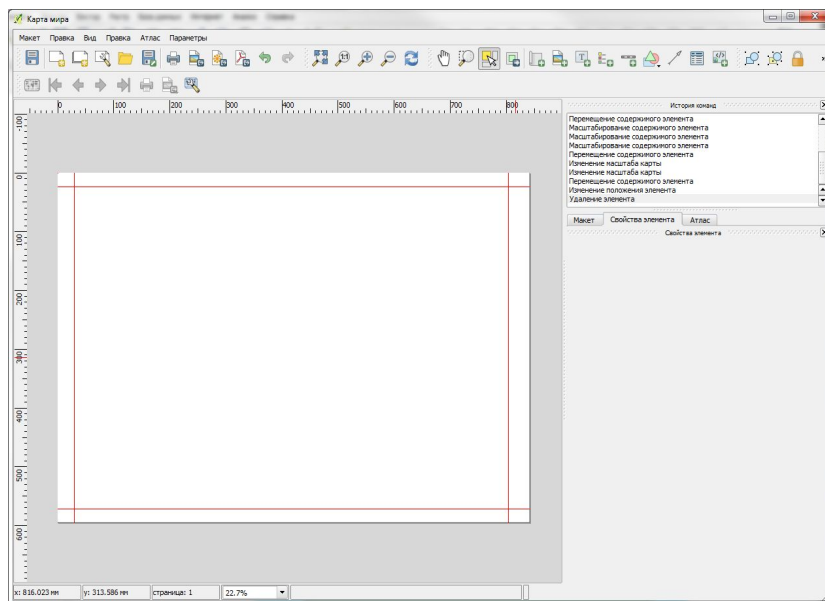 Карта мира
Макет Правка Вид Правка Атлас Параметры
0 100 200 300 400 500 600 700 800
-100
0
100
200
300
400
500
600
История команд
Перемещение содержимого элемента
Масштабирование содержимого элемента
Масштабирование содержимого элемента
Масштабирование содержимого элемента
Перемещение содержимого элемента
Изменение масштаба карты
Изменение масштаба карты
Перемещение содержимого элемента
Изменение положения элемента
Удаление элемента
Макет Свойства элемента Атлас
Свойства элемента
x: 816.023 мм y: 313.586 мм страница: 1 22.7%